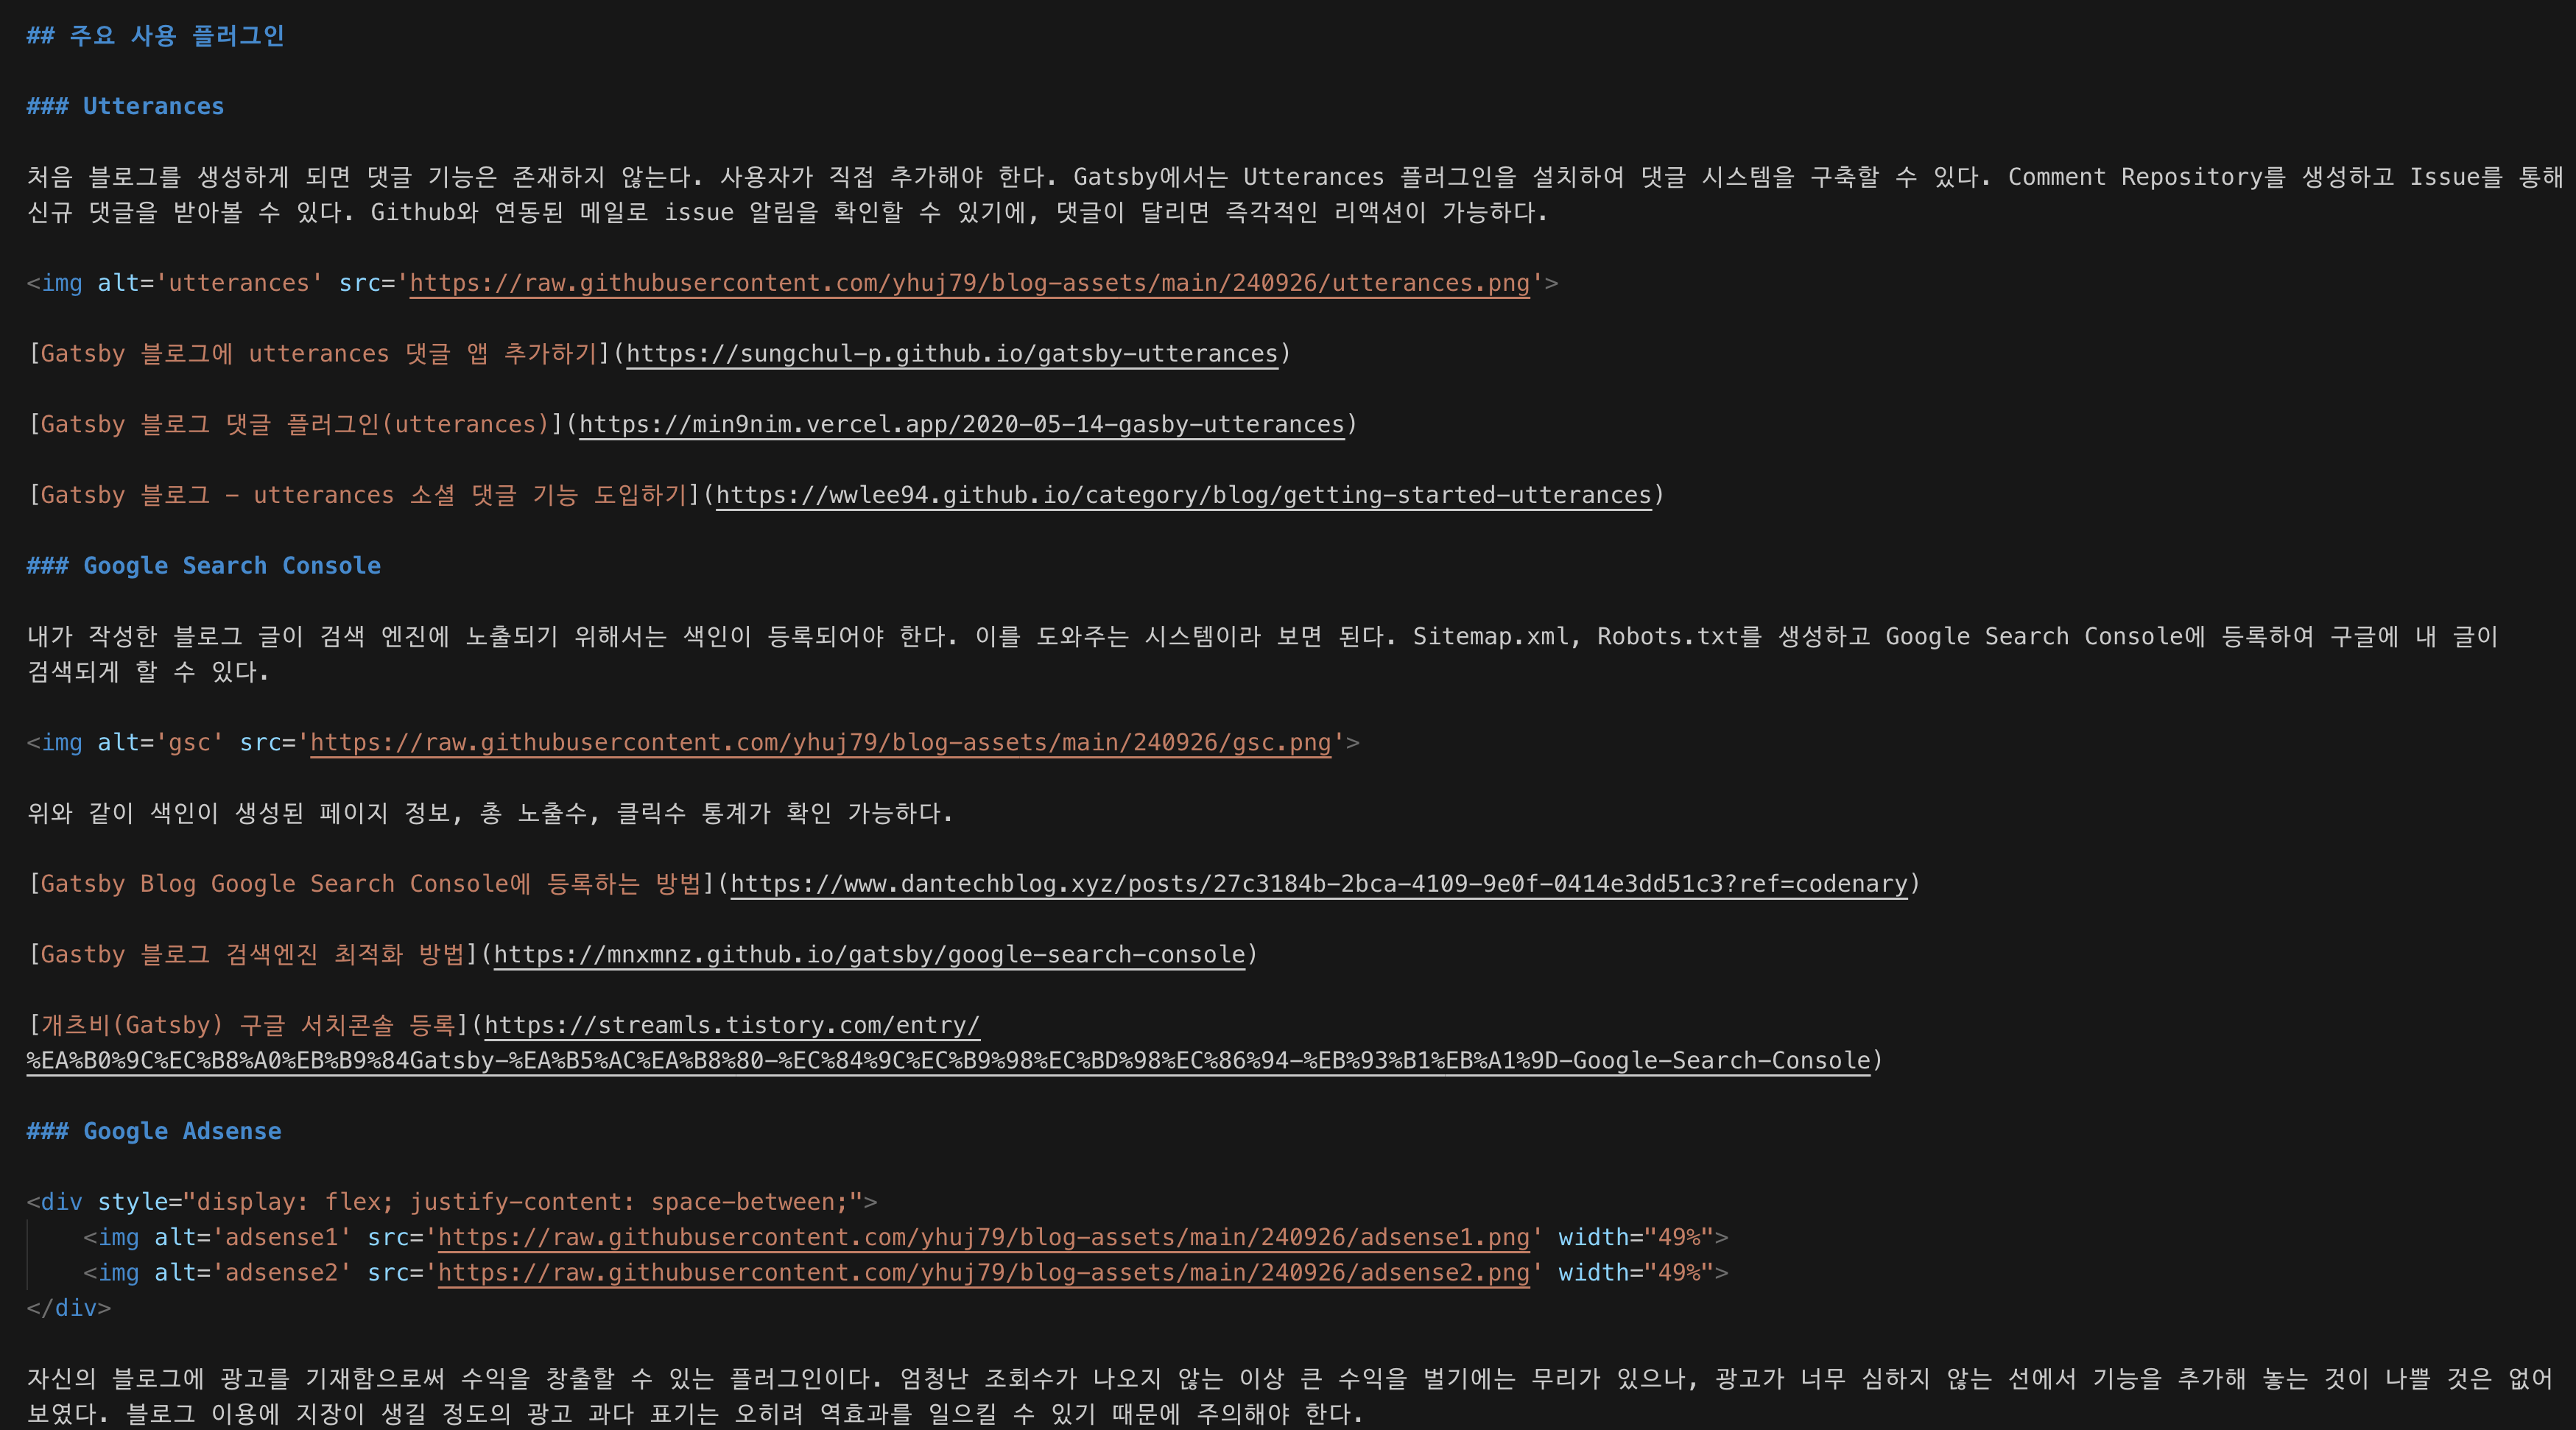 ## 주요 사용 플러그인
### Utterances
처음 블로그를 생성하게 되면 댓글 기능은 존재하지 않는다. 사용자가 직접 추가해야 한다. Gatsby에서는 Utterances 플러그인을 설치하여 댓글 시스템을 구축할 수 있다. Comment Repository를 생성하고 Issue를 통해
신규 댓글을 받아볼 수 있다. Github와 연동된 메일로 issue 알림을 확인할 수 있기에, 댓글이 달리면 즉각적인 리액션이 가능하다.
<img alt='utterances' src='https://raw.githubusercontent.com/yhuj79/blog-assets/main/240926/utterances.png'>
[Gatsby 블로그에 utterances 댓글 앱 추가하기](https://sungchul-p.github.io/gatsby-utterances)
[Gatsby 블로그 댓글 플러그인(utterances)](https://min9nim.vercel.app/2020-05-14-gasby-utterances)
[Gatsby 블로그 - utterances 소셜 댓글 기능 도입하기](https://wwlee94.github.io/category/blog/getting-started-utterances)
### Google Search Console
내가 작성한 블로그 글이 검색 엔진에 노출되기 위해서는 색인이 등록되어야 한다. 이를 도와주는 시스템이라 보면 된다. Sitemap.xml, Robots.txt를 생성하고 Google Search Console에 등록하여 구글에 내 글이
검색되게 할 수 있다.
<img alt='gsc' src='https://raw.githubusercontent.com/yhuj79/blog-assets/main/240926/gsc.png'>
위와 같이 색인이 생성된 페이지 정보, 총 노출수, 클릭수 통계가 확인 가능하다.
[Gatsby Blog Google Search Console에 등록하는 방법](https://www.dantechblog.xyz/posts/27c3184b-2bca-4109-9e0f-0414e3dd51c3?ref=codenary)
[Gastby 블로그 검색엔진 최적화 방법](https://mnxmnz.github.io/gatsby/google-search-console)
[개츠비(Gatsby) 구글 서치콘솔 등록](https://streamls.tistory.com/entry/
%EA%B0%9C%EC%B8%A0%EB%B9%84Gatsby-%EA%B5%AC%EA%B8%80-%EC%84%9C%EC%B9%98%EC%BD%98%EC%86%94-%EB%93%B1%EB%A1%9D-Google-Search-Console)
### Google Adsense
<div style="display: flex; justify-content: space-between;">
    <img alt='adsense1' src='https://raw.githubusercontent.com/yhuj79/blog-assets/main/240926/adsense1.png' width="49%">
    <img alt='adsense2' src='https://raw.githubusercontent.com/yhuj79/blog-assets/main/240926/adsense2.png' width="49%">
</div>
자신의 블로그에 광고를 기재함으로써 수익을 창출할 수 있는 플러그인이다. 엄청난 조회수가 나오지 않는 이상 큰 수익을 벌기에는 무리가 있으나, 광고가 너무 심하지 않는 선에서 기능을 추가해 놓는 것이 나쁠 것은 없어
보였다. 블로그 이용에 지장이 생길 정도의 광고 과다 표기는 오히려 역효과를 일으킬 수 있기 때문에 주의해야 한다.